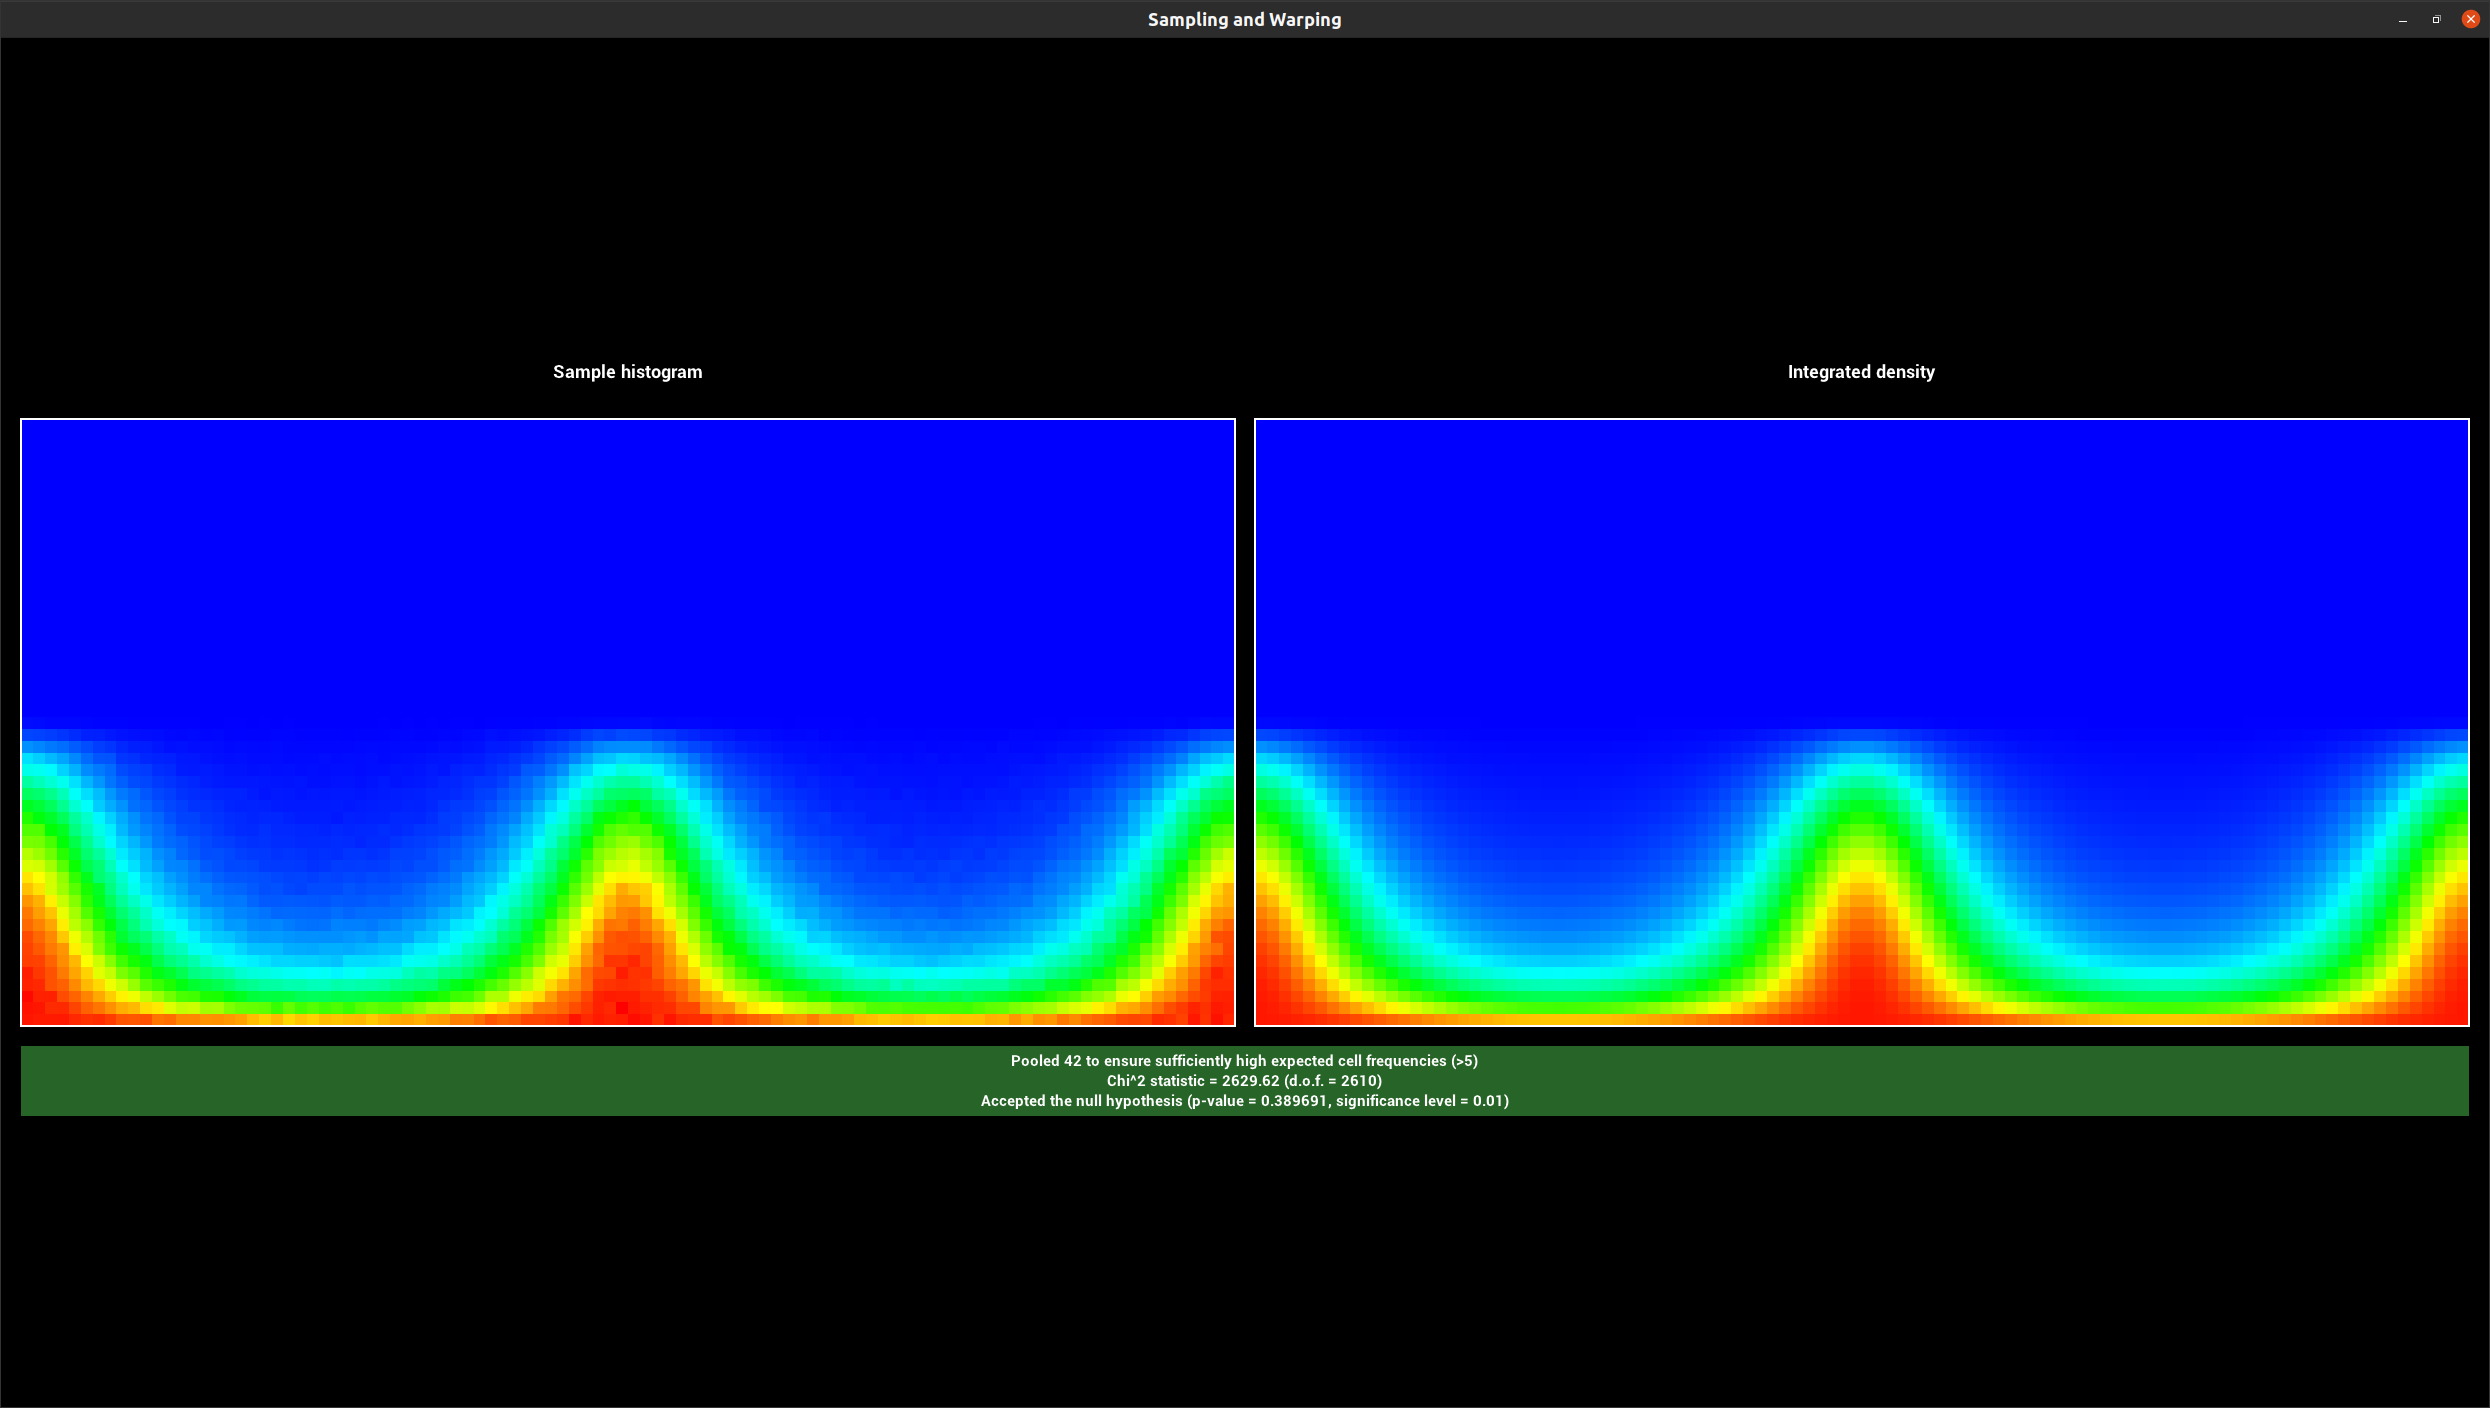 Sampling and Warping
Sample histogram
Integrated density
Pooled 42 to ensure sufficiently high expected cell frequencies (>5)
Chi^2 statistic = 2629.62 (d.o.f. = 2610)
Accepted the null hypothesis (p-value = 0.389691, significance level = 0.01)